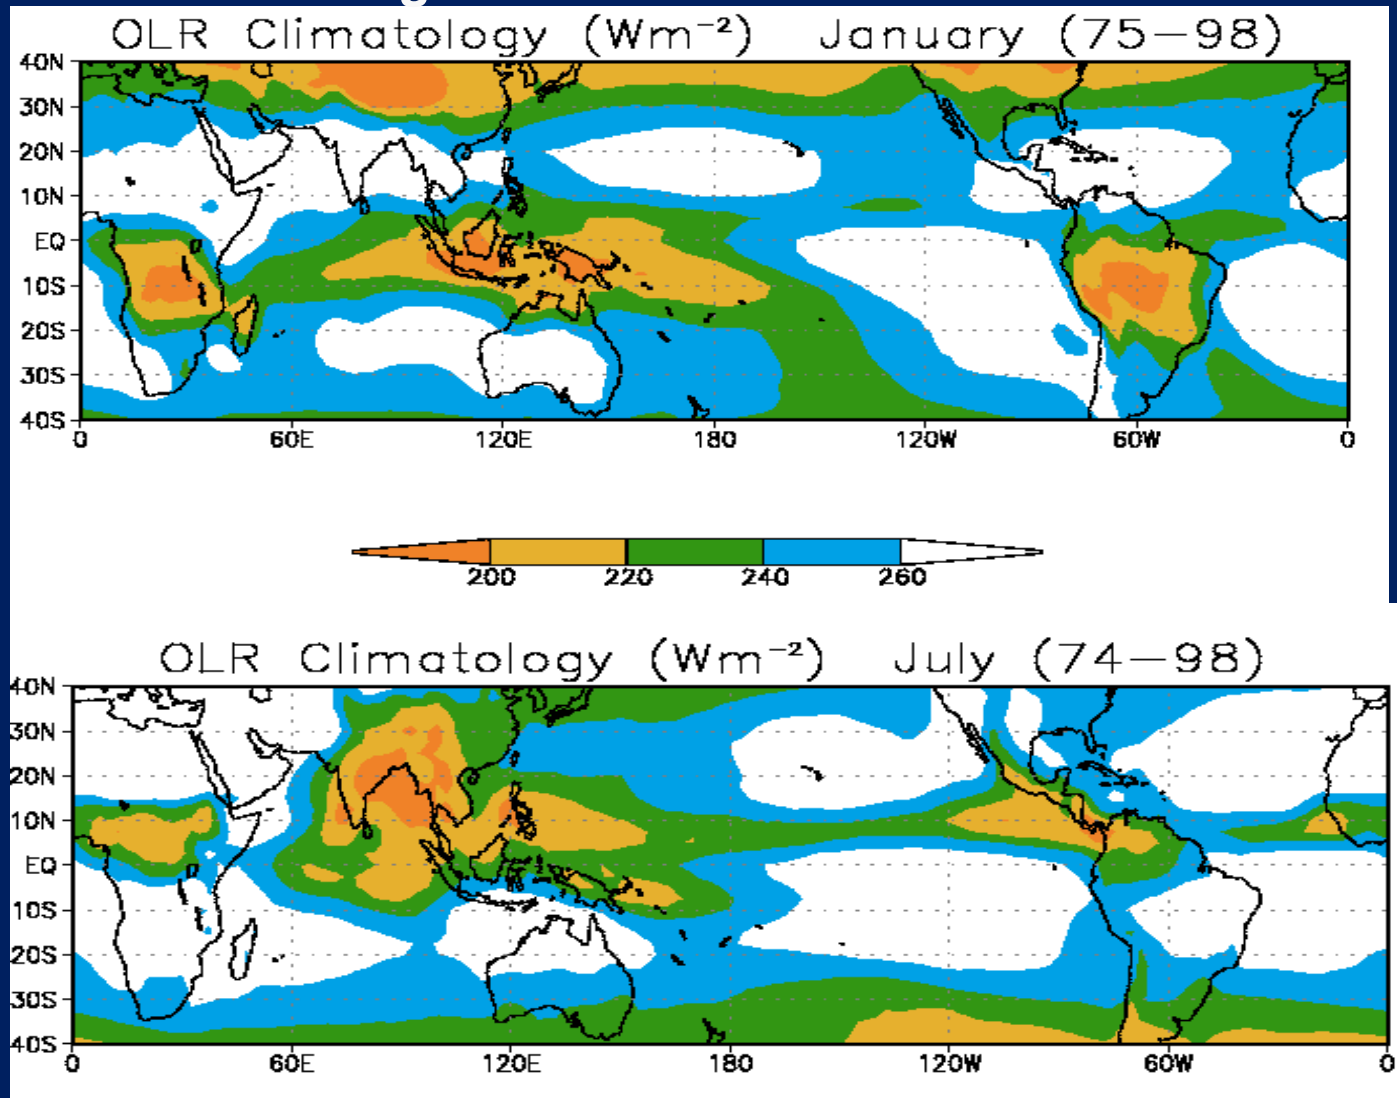 OLR Climatology (Wm⁻²) January (75−98)
40N
30N
20N
10N
EQ
10S
20S
30S
40S
0 60E 120E 180 120W 60W 0
200 220 240 260
OLR Climatology (Wm⁻²) July (74−98)
40N
30N
20N
10N
EQ
10S
20S
30S
40S
0 60E 120E 180 120W 60W 0